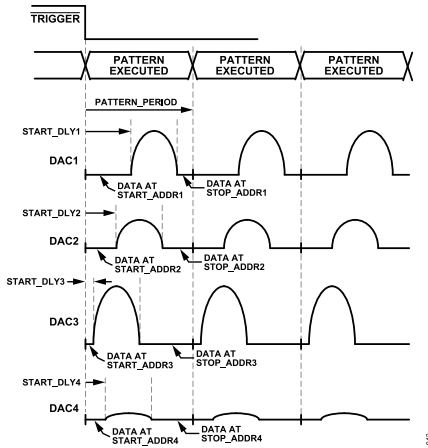 TRIGGER
PATTERN EXECUTED PATTERN EXECUTED PATTERN EXECUTED
PATTERN_PERIOD
START_DLY1
DAC1
DATA AT START_ADDR1
DATA AT STOP_ADDR1
START_DLY2
DAC2
DATA AT START_ADDR2
DATA AT STOP_ADDR2
START_DLY3
DAC3
DATA AT START_ADDR3
DATA AT STOP_ADDR3
START_DLY4
DAC4
DATA AT START_ADDR4
DATA AT STOP_ADDR4